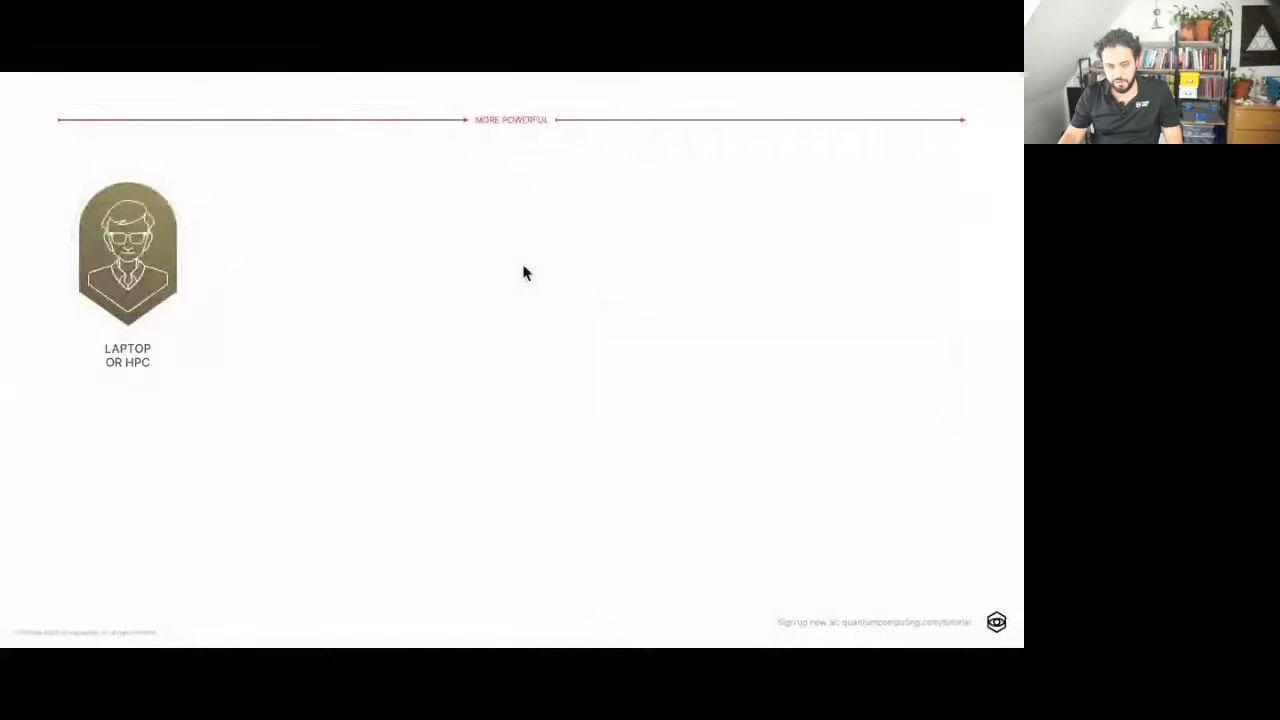 MORE POWERFUL
LAPTOP
OR HPC
Sign up now at: quantumcomputing.com/tutorial